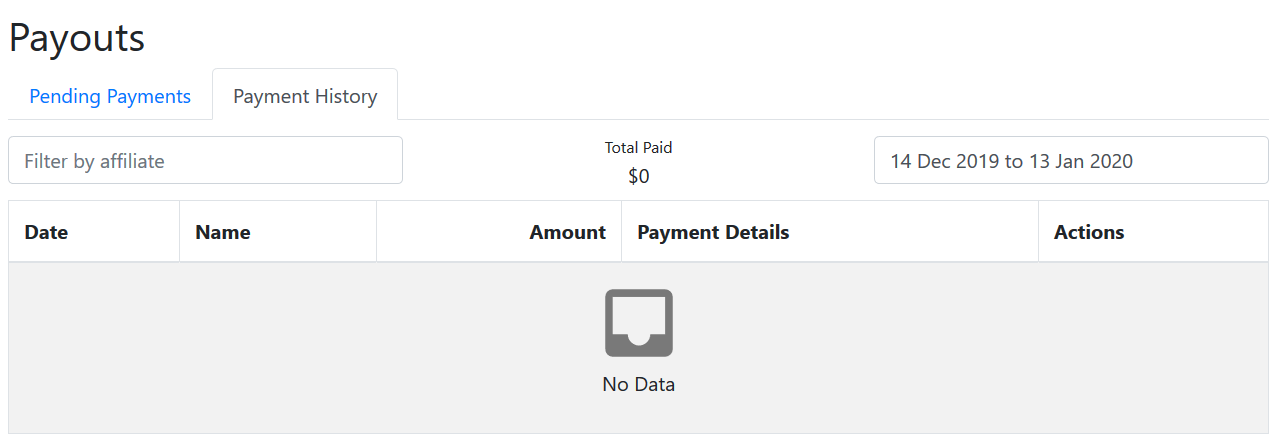 Payouts
Pending Payments Payment History
Filter by affiliate
Total Paid
$0
14 Dec 2019 to 13 Jan 2020
Date Name Amount Payment Details Actions
No Data